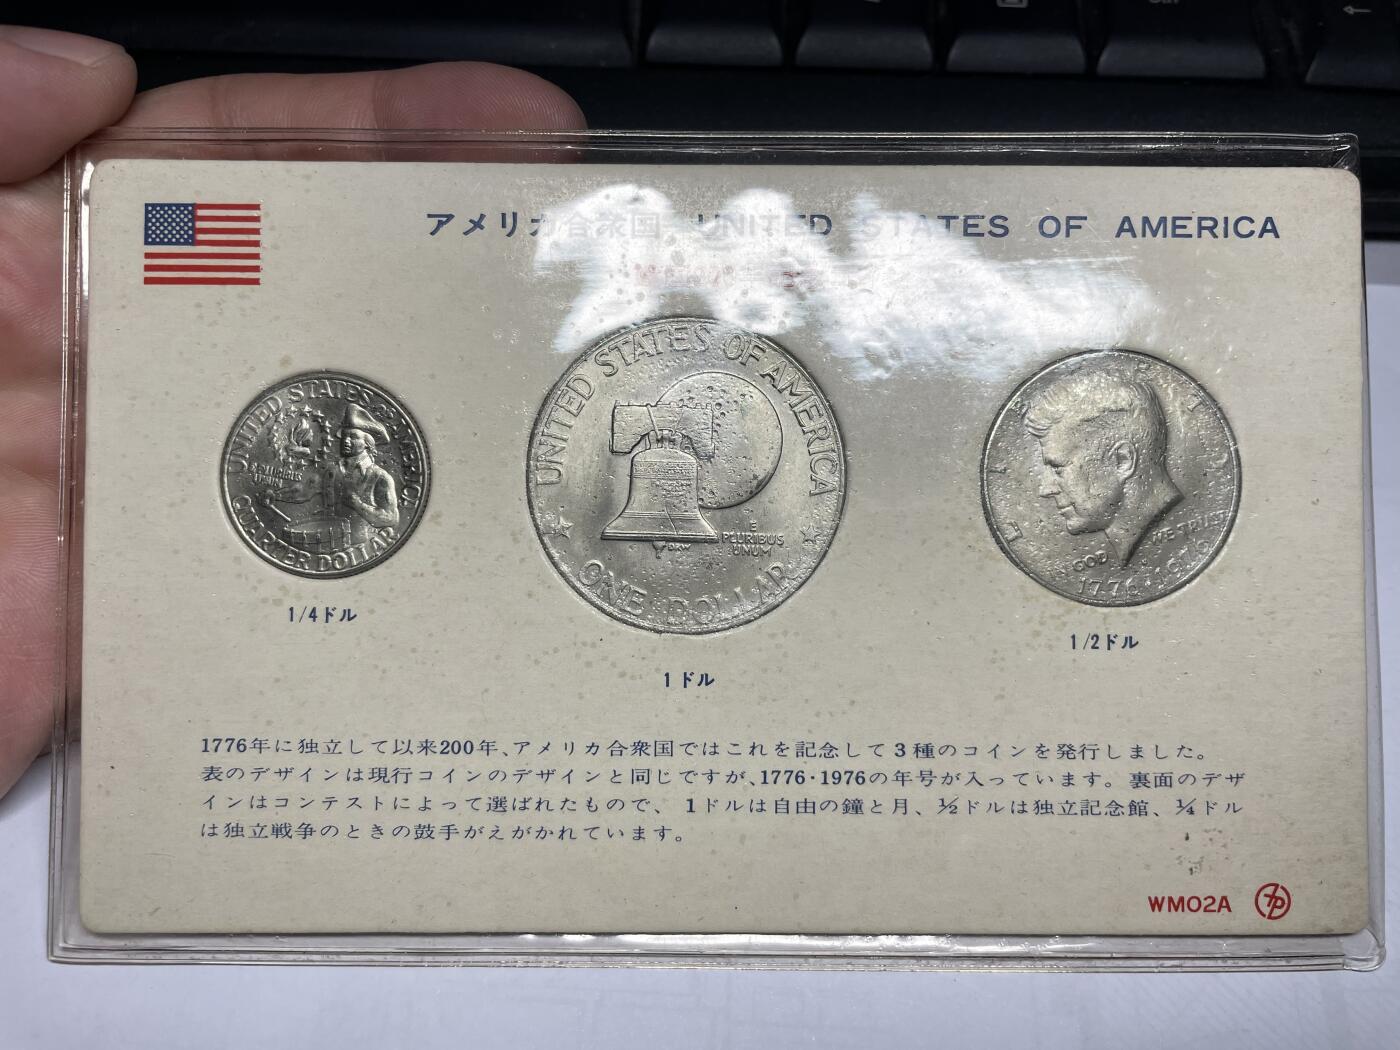 アメリカ合衆国 UNITED STATES OF AMERICA
UNITED STATES OF AMERICA
E PLURIBUS
UNUM
QUARTER DOLLAR
1/4ドル
UNITED STATES OF AMERICA
E
PLURIBUS
UNUM
ONE DOLLAR
1ドル
L I T
GOD WE TRUST
1776·1976
1/2ドル
1776年に独立して以来200年、アメリカ合衆国ではこれを記念して3種のコインを発行しました。
表のデザインは現行コインのデザインと同じですが、1776·1976の年号が入っています。裏面のデザ
インはコンテストによって選ばれたもので、1ドルは自由の鐘と月、½ドルは独立記念館、¼ドル
は独立戦争のときの鼓手がえがかれています。
WM02A